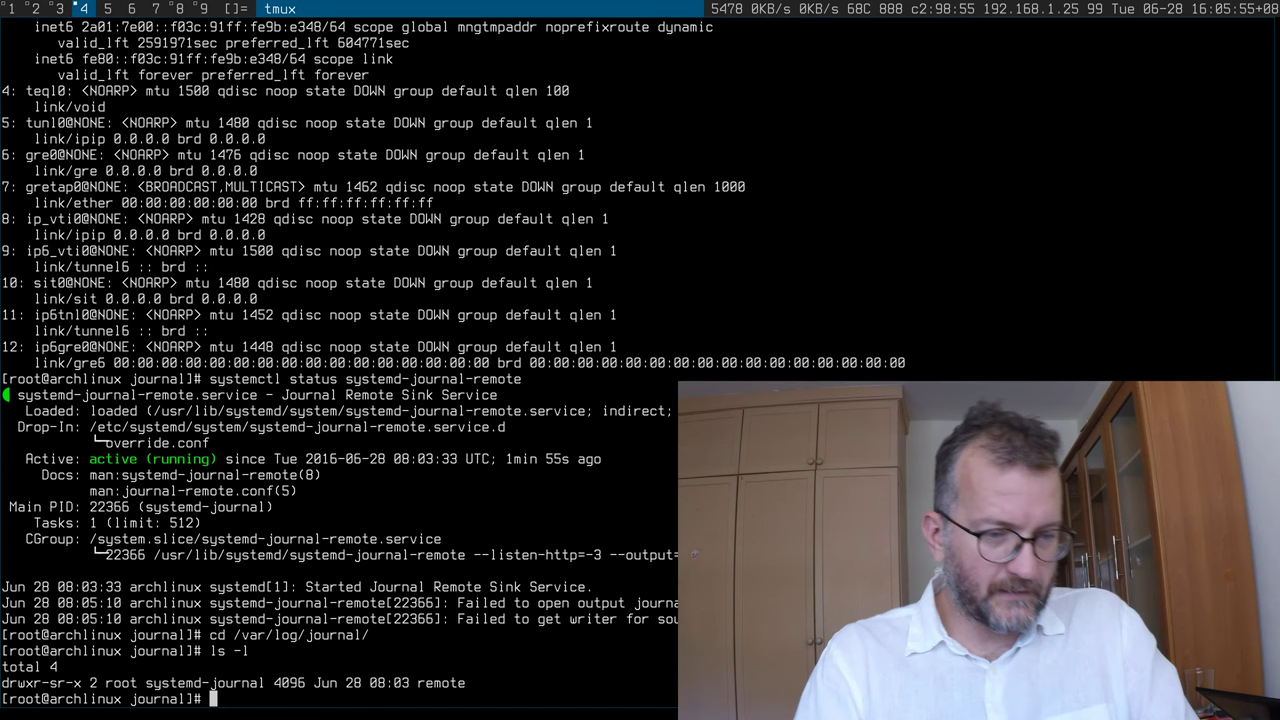 1 2 3 4 5 6 7 8 9 []= tmux 5478 0KB/s 0KB/s 68C 888 c2:98:55 192.168.1.25 99 Tue 06-28 16:05:55+08
inet6 2a01:7e00::f03c:91ff:fe9b:e348/64 scope global mngtmpaddr noprefixroute dynamic
valid_lft 2591971sec preferred_lft 604771sec
inet6 fe80::f03c:91ff:fe9b:e348/64 scope link
valid_lft forever preferred_lft forever
4: teql0: <NOARP> mtu 1500 qdisc noop state DOWN group default qlen 100
link/void
5: tunl0@NONE: <NOARP> mtu 1480 qdisc noop state DOWN group default qlen 1
link/ipip 0.0.0.0 brd 0.0.0.0
6: gre0@NONE: <NOARP> mtu 1476 qdisc noop state DOWN group default qlen 1
link/gre 0.0.0.0 brd 0.0.0.0
7: gretap0@NONE: <BROADCAST,MULTICAST> mtu 1462 qdisc noop state DOWN group default qlen 1000
link/ether 00:00:00:00:00:00 brd ff:ff:ff:ff:ff:ff
8: ip_vti0@NONE: <NOARP> mtu 1428 qdisc noop state DOWN group default qlen 1
link/ipip 0.0.0.0 brd 0.0.0.0
9: ip6_vti0@NONE: <NOARP> mtu 1500 qdisc noop state DOWN group default qlen 1
link/tunnel6 :: brd ::
10: sit0@NONE: <NOARP> mtu 1480 qdisc noop state DOWN group default qlen 1
link/sit 0.0.0.0 brd 0.0.0.0
11: ip6tnl0@NONE: <NOARP> mtu 1452 qdisc noop state DOWN group default qlen 1
link/tunnel6 :: brd ::
12: ip6gre0@NONE: <NOARP> mtu 1448 qdisc noop state DOWN group default qlen 1
link/gre6 00:00:00:00:00:00:00:00:00:00:00:00:00:00:00:00 brd 00:00:00:00:00:00:00:00:00:00:00:00:00:00:00:00
[root@archlinux journal]# systemctl status systemd-journal-remote
systemd-journal-remote.service - Journal Remote Sink Service
Loaded: loaded (/usr/lib/systemd/system/systemd-journal-remote.service; indirect;
Drop-In: /etc/systemd/system/systemd-journal-remote.service.d
└─override.conf
Active: active (running) since Tue 2016-06-28 08:03:33 UTC; 1min 55s ago
Docs: man:systemd-journal-remote(8)
man:journal-remote.conf(5)
Main PID: 22366 (systemd-journal)
Tasks: 1 (limit: 512)
CGroup: /system.slice/systemd-journal-remote.service
└─22366 /usr/lib/systemd/systemd-journal-remote --listen-http=-3 --output=
Jun 28 08:03:33 archlinux systemd[1]: Started Journal Remote Sink Service.
Jun 28 08:05:10 archlinux systemd-journal-remote[22366]: Failed to open output journa
Jun 28 08:05:10 archlinux systemd-journal-remote[22366]: Failed to get writer for sou
[root@archlinux journal]# cd /var/log/journal/
[root@archlinux journal]# ls -l
total 4
drwxr-sr-x 2 root systemd-journal 4096 Jun 28 08:03 remote
[root@archlinux journal]#